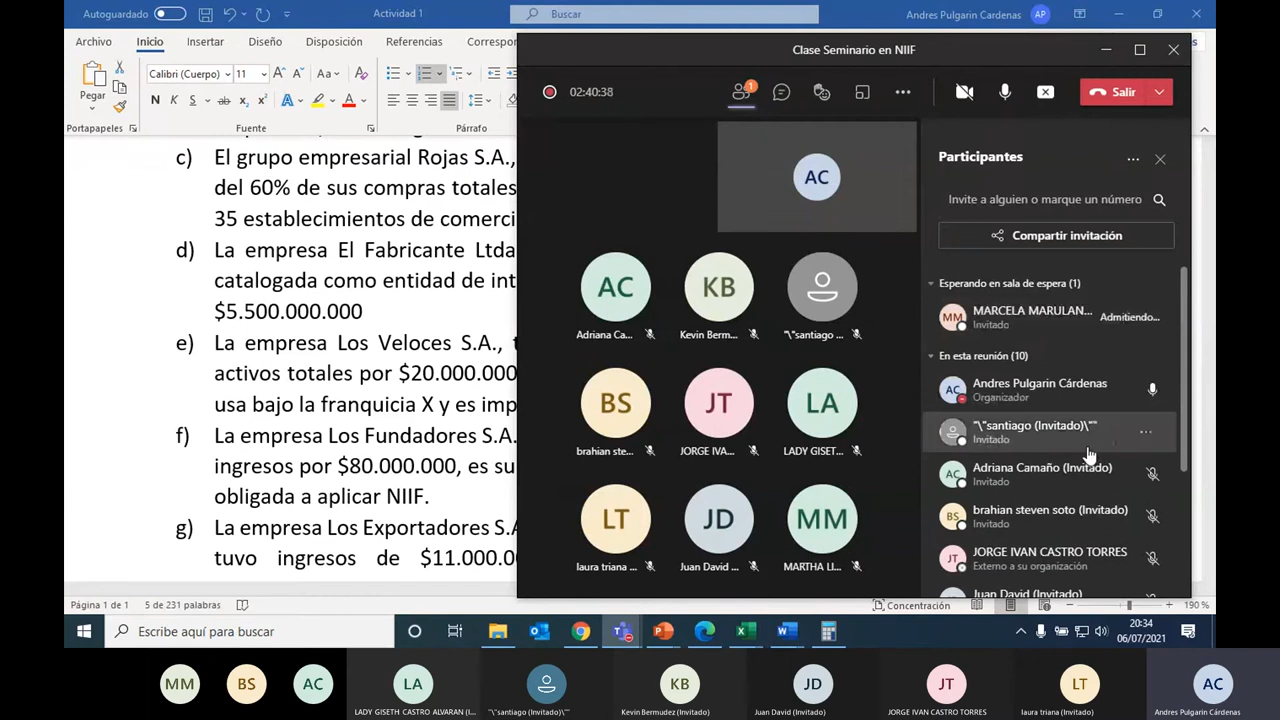 Autoguardado
Actividad 1
Buscar
Andres Pulgarin Cardenas
AP
Archivo
Inicio
Insertar
Diseño
Disposición
Referencias
Correspon
Pegar
Portapapeles
Calibri (Cuerpo)
11
N K S
Fuente
Párrafo
c) El grupo empresarial Rojas S.A.,
del 60% de sus compras totales
35 establecimientos de comerci
d) La empresa El Fabricante Ltda
catalogada como entidad de int
$5.500.000.000
e) La empresa Los Veloces S.A., t
activos totales por $20.000.000
usa bajo la franquicia X y es imp
f) La empresa Los Fundadores S.A.
ingresos por $80.000.000, es su
obligada a aplicar NIIF.
g) La empresa Los Exportadores S.A
tuvo ingresos de $11.000.0
Clase Seminario en NIIF
02:40:38
1
Salir
AC
AC
Adriana Ca...
KB
Kevin Berm...
"\"santiago ...
BS
brahian ste...
JT
JORGE IVA...
LA
LADY GISET...
LT
laura triana ...
JD
Juan David ...
MM
MARTHA LI...
Participantes
Invite a alguien o marque un número
Compartir invitación
Esperando en sala de espera (1)
MM
MARCELA MARULAN...
Invitado
Admitiendo...
En esta reunión (10)
AC
Andres Pulgarin Cárdenas
Organizador
"\"santiago (Invitado)\""
Invitado
AC
Adriana Camaño (Invitado)
Invitado
BS
brahian steven soto (Invitado)
Invitado
JT
JORGE IVAN CASTRO TORRES
Externo a su organización
Juan David (Invitado)
Página 1 de 1
5 de 231 palabras
Concentración
190 %
Escribe aquí para buscar
20:34
06/07/2021
MM
BS
AC
LA
LADY GISETH CASTRO ALVARAN (I...
"\"santiago (Invitado)\""
KB
Kevin Bermudez (Invitado)
JD
Juan David (Invitado)
JT
JORGE IVAN CASTRO TORRES
LT
laura triana (Invitado)
AC
Andres Pulgarin Cárdenas